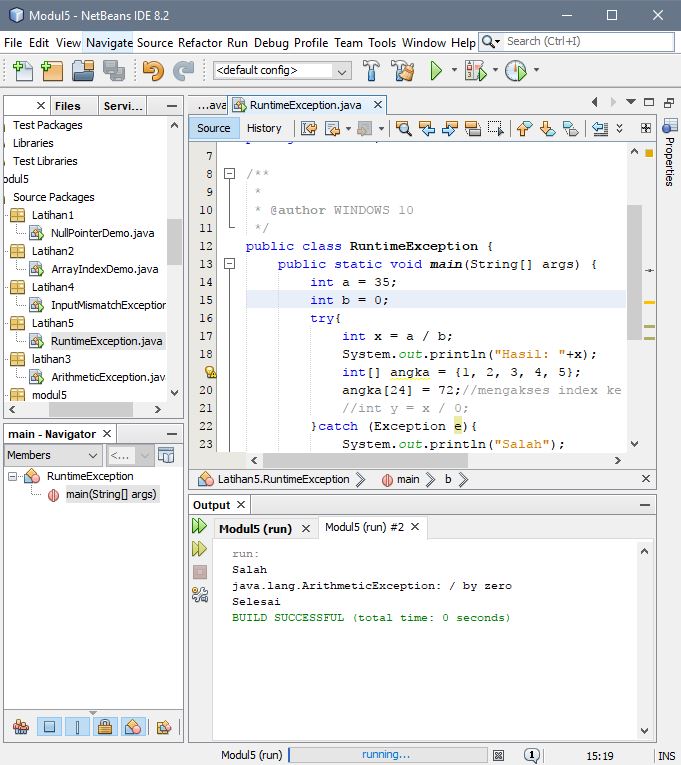 Modul5 - NetBeans IDE 8.2
File Edit View Navigate Source Refactor Run Debug Profile Team Tools Window Help
Search (Ctrl+I)
<default config>
Files Servi...
Test Packages
Libraries
Test Libraries
odul5
Source Packages
Latihan1
NullPointerDemo.java
Latihan2
ArrayIndexDemo.java
Latihan4
InputMismatchException
Latihan5
RuntimeException.java
latihan3
ArithmeticException.jav
modul5
main - Navigator
Members
<...
RuntimeException
main(String[] args)
...ava RuntimeException.java
Source History
7
8 /**
9 *
10 * @author WINDOWS 10
11 */
12 public class RuntimeException {
13 public static void main(String[] args) {
14 int a = 35;
15 int b = 0;
16 try{
17 int x = a / b;
18 System.out.println("Hasil: "+x);
int[] angka = {1, 2, 3, 4, 5};
20 angka[24] = 72;//mengakses index ke
21 //int y = x / 0;
22 }catch (Exception e){
23 System.out.println("Salah");
Latihan5.RuntimeException main b
Properties
Output
Modul5 (run) Modul5 (run) #2
run:
Salah
java.lang.ArithmeticException: / by zero
Selesai
BUILD SUCCESSFUL (total time: 0 seconds)
Modul5 (run) running... 1 15:19 INS